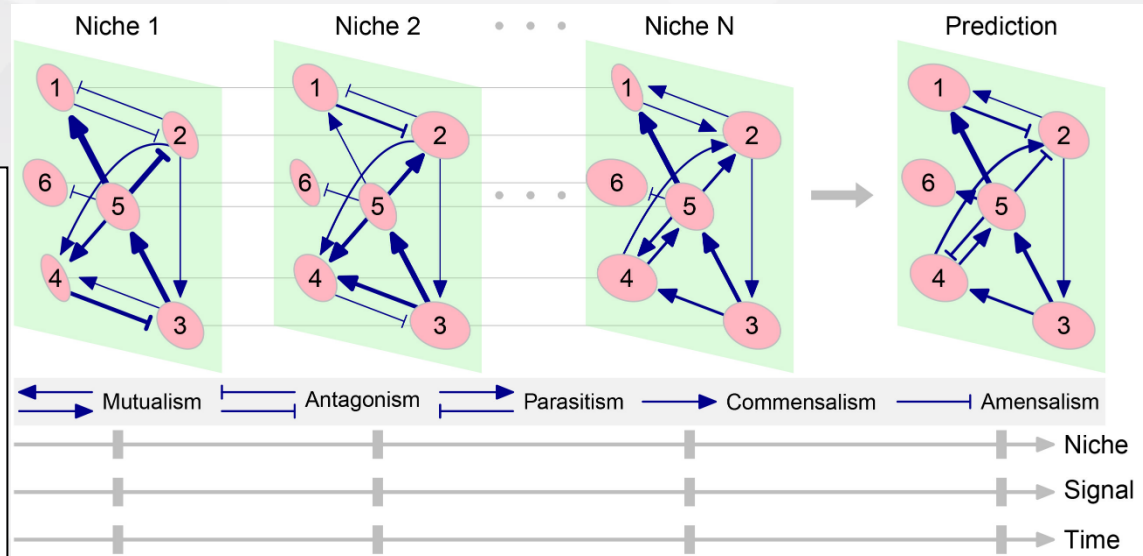 Niche 1 Niche 2 Niche N Prediction
1 1 1 1
2 2 2 2
6 6 6 6
5 5 5 5
4 4 4 4
3 3 3 3
Mutualism Antagonism Parasitism Commensalism Amensalism
Niche
Signal
Time